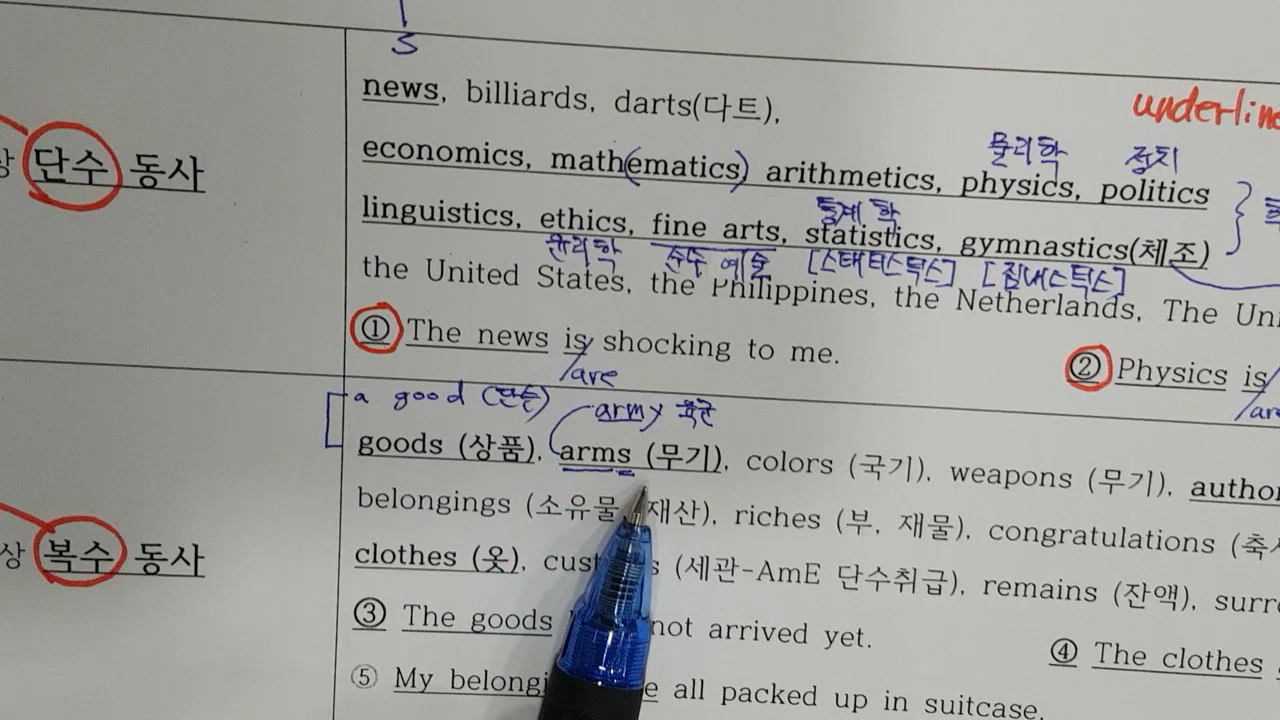 S
news, billiards, darts(다트),
underlin
단수 동사
물리학 정치
economics, math(ematics) arithmetics, physics, politics
통계 학
linguistics, ethics, fine arts, statistics, gymnastics(체조)
윤리학 순수 예술 [스태티스틱스] [짐내스틱스]
the United States, the Philippines, the Netherlands, The Uni
① The news is shocking to me.
/are
② Physics is/
/ar
a good (단수) army 육군
goods (상품), arms (무기), colors (국기), weapons (무기), author
belongings (소유물, 재산), riches (부, 재물), congratulations (축사
상 복수 동사
clothes (옷), cust s (세관-AmE 단수취급), remains (잔액), surr
③ The goods not arrived yet.
④ The clothes
⑤ My belongi e all packed up in suitcase.